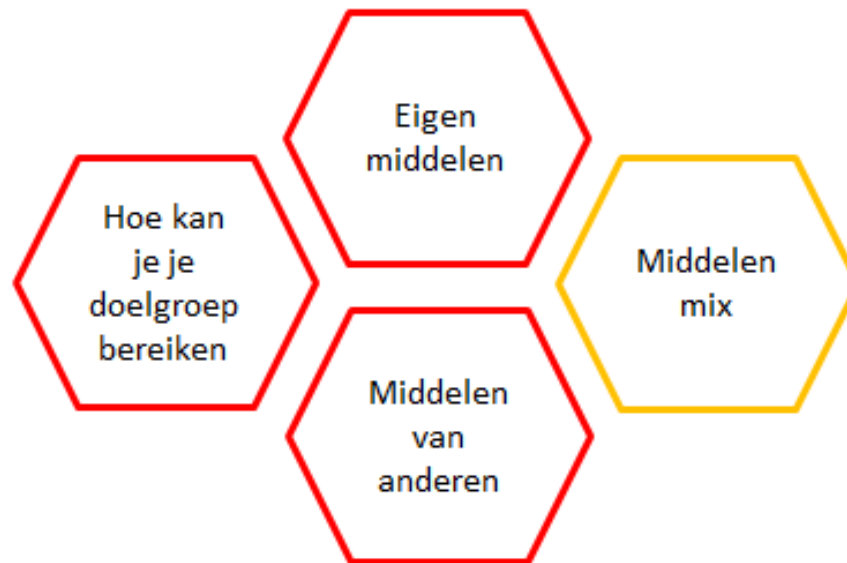 Eigen
middelen
Hoe kan
je je
doelgroep
bereiken
Middelen
mix
Middelen
van
anderen